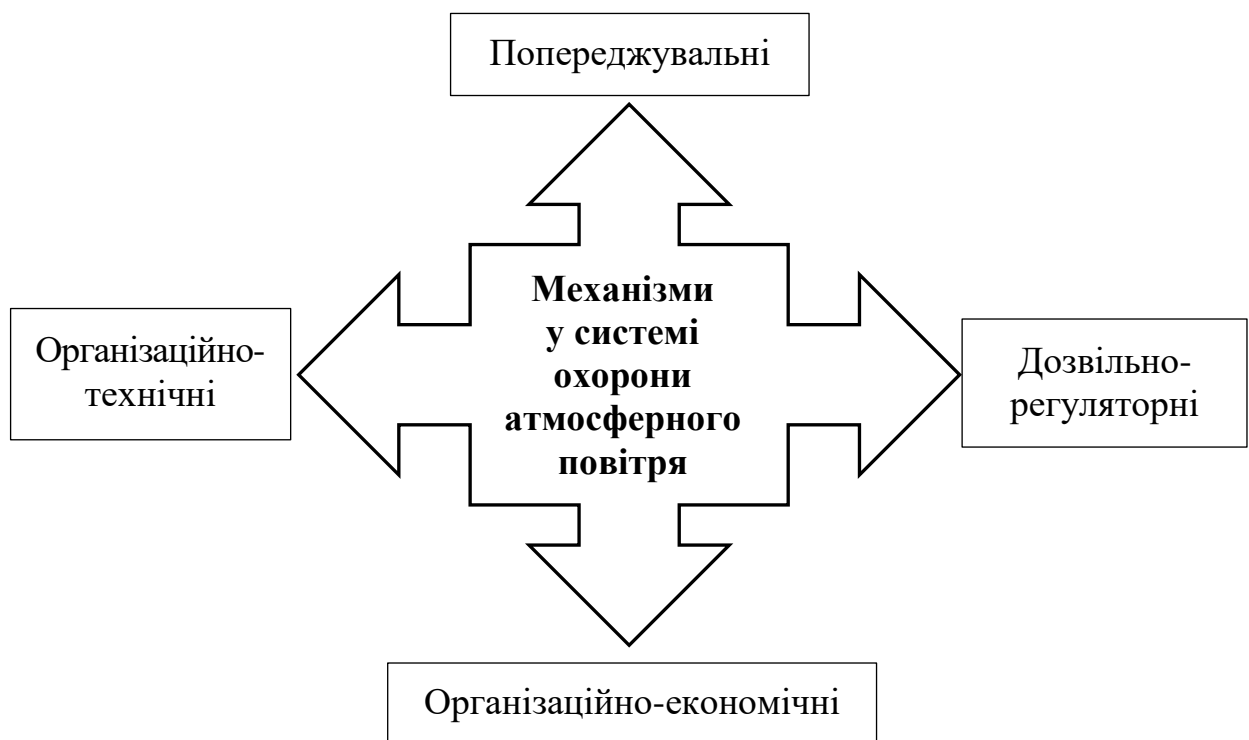 Попереджувальні
Організаційно-
технічні
Механізми
у системі
охорони
атмосферного
повітря
Дозвільно-
регуляторні
Організаційно-економічні